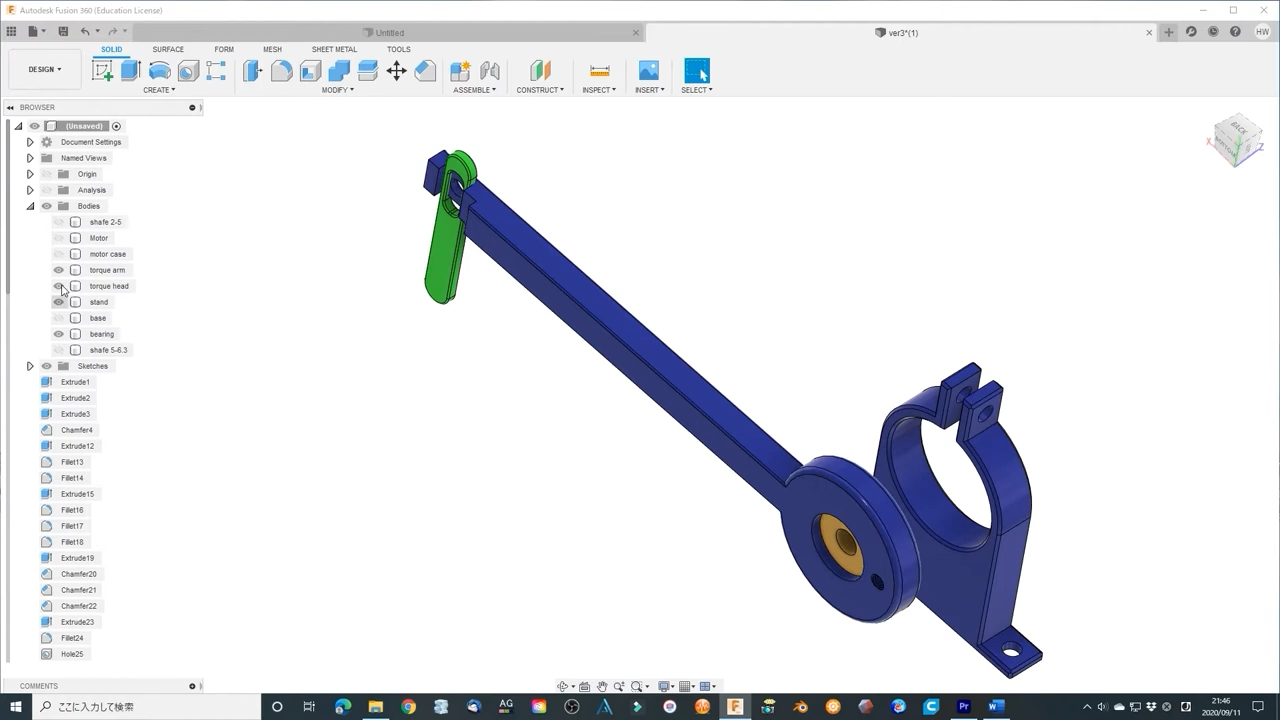 Autodesk Fusion 360 (Education License)
Untitled
ver3*(1)
HW
DESIGN
SOLID SURFACE FORM MESH SHEET METAL TOOLS
CREATE MODIFY ASSEMBLE CONSTRUCT INSPECT INSERT SELECT
BROWSER
(Unsaved)
Document Settings
Named Views
Origin
Analysis
Bodies
shafe 2-5
Motor
motor case
torque arm
torque head
stand
base
bearing
shafe 5-6.3
Sketches
Extrude1
Extrude2
Extrude3
Chamfer4
Extrude12
Fillet13
Fillet14
Extrude15
Fillet16
Fillet17
Fillet18
Extrude19
Chamfer20
Chamfer21
Chamfer22
Extrude23
Fillet24
Hole25
BACK
X
Z
COMMENTS
ここに入力して検索
AG
21:46
2020/09/11